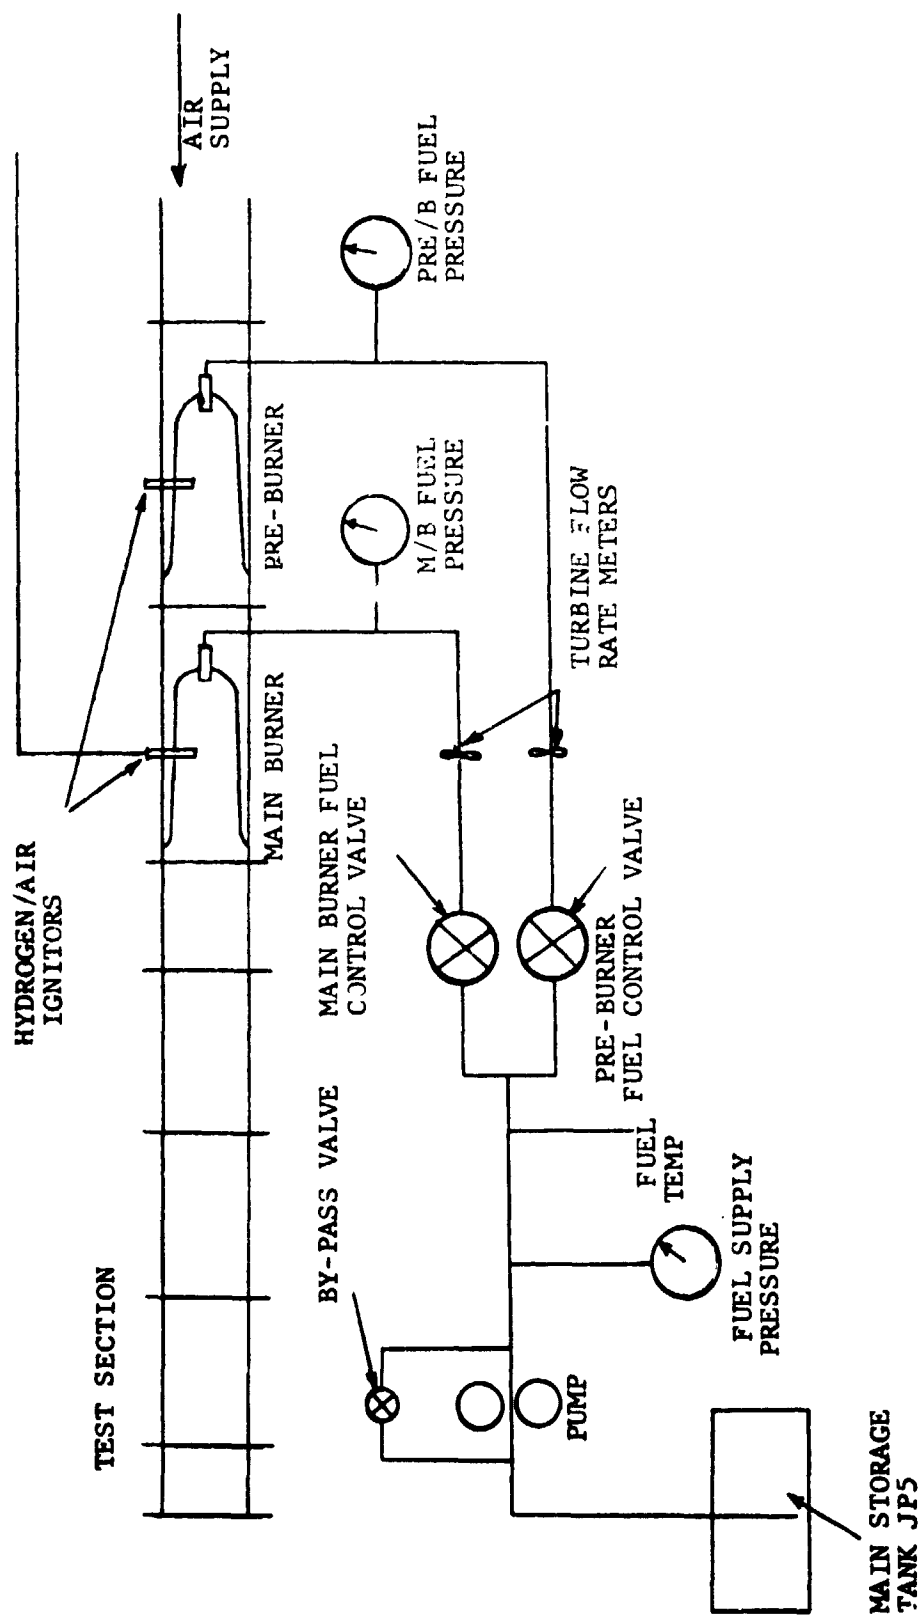 HYDROGEN/AIR
IGNITORS
AIR
SUPPLY
TEST SECTION
MAIN BURNER
PRE-BURNER
BY-PASS VALVE
MAIN BURNER FUEL
CONTROL VALVE
M/B FUEL
PRESSURE
PRE/B FUEL
PRESSURE
PUMP
TURBINE FLOW
RATE METERS
PRE-BURNER
FUEL CONTROL VALVE
FUEL
TEMP
FUEL SUPPLY
PRESSURE
MAIN STORAGE
TANK JP5